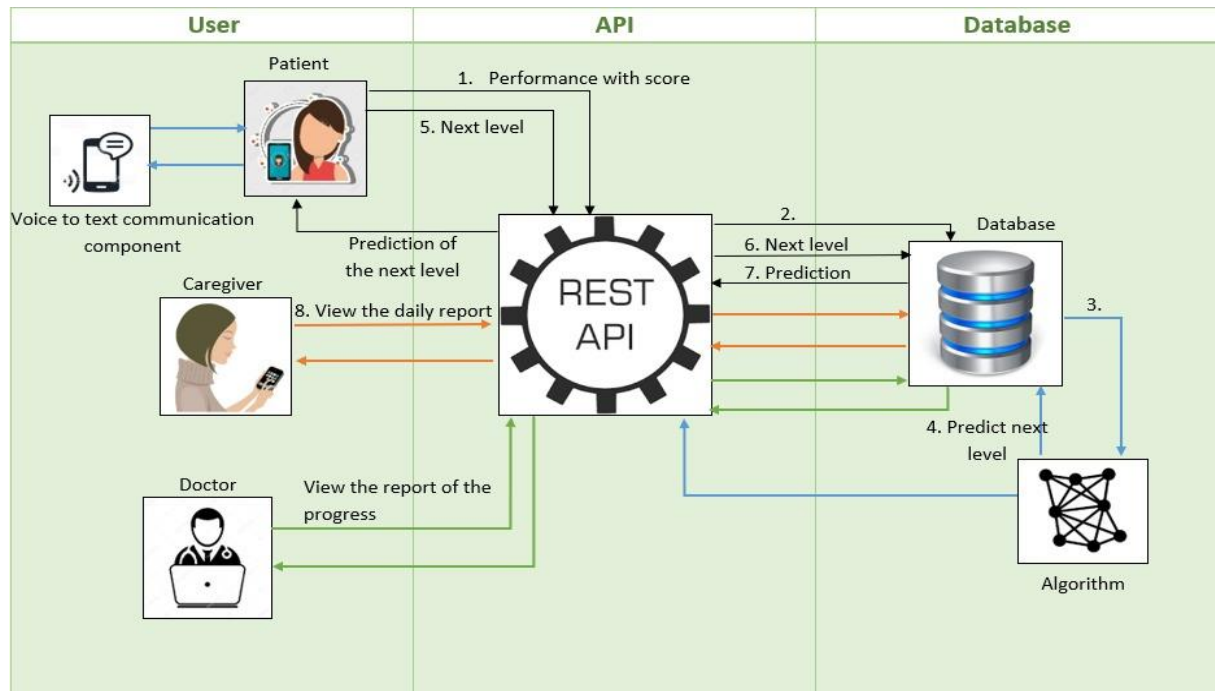 User
API
Database
Patient
1. Performance with score
5. Next level
Voice to text communication
component
Prediction of
the next level
2.
Database
6. Next level
7. Prediction
Caregiver
8. View the daily report
REST
API
3.
4. Predict next
level
Doctor
View the report of the
progress
Algorithm